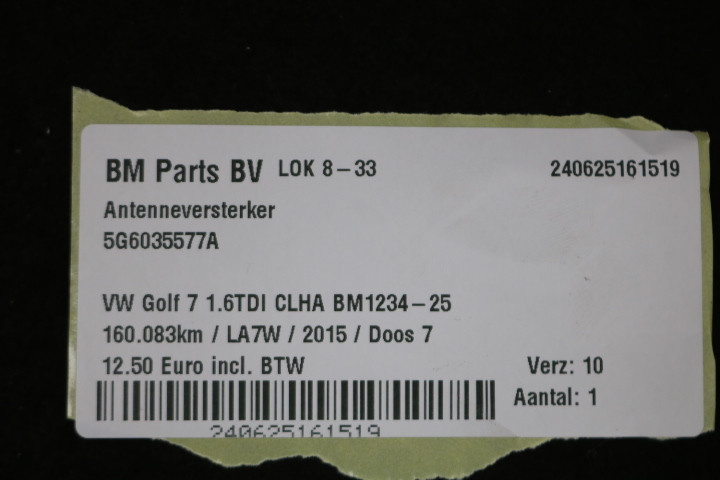 BM Parts BV LOK 8-33 240625161519
Antenneversterker
5G6035577A
VW Golf 7 1.6TDI CLHA BM1234-25
160.083km / LA7W / 2015 / Doos 7
12.50 Euro incl. BTW Verz: 10
Aantal: 1
240625161519